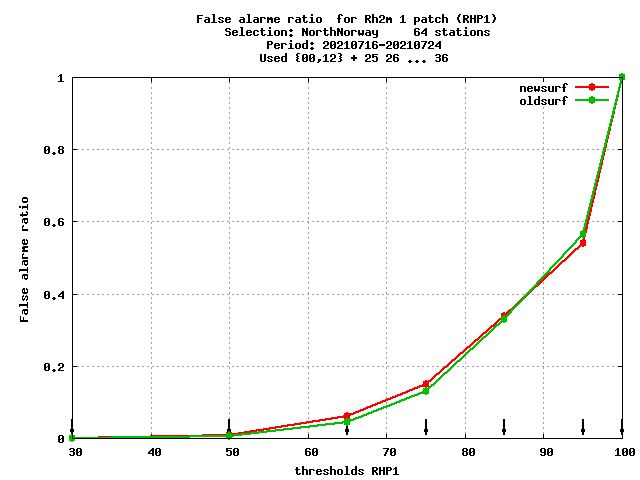 False alarme ratio for Rh2m 1 patch (RHP1)
Selection: NorthNorway 64 stations
Period: 20210716-20210724
Used {00,12} + 25 26 ... 36
newsurf
oldsurf
False alarme ratio
1
0.8
0.6
0.4
0.2
0
30 40 50 60 70 80 90 100
thresholds RHP1